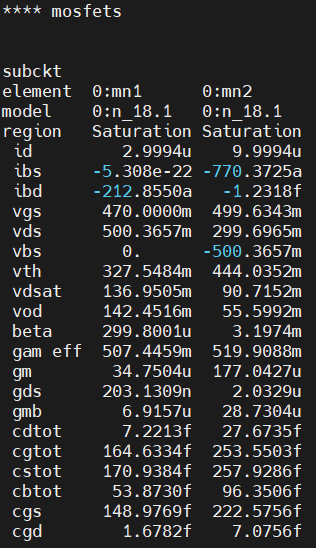 **** mosfets
subckt
element 0:mn1 0:mn2
model 0:n_18.1 0:n_18.1
region Saturation Saturation
id 2.9994u 9.9994u
ibs -5.308e-22 -770.3725a
ibd -212.8550a -1.2318f
vgs 470.0000m 499.6343m
vds 500.3657m 299.6965m
vbs 0. -500.3657m
vth 327.5484m 444.0352m
vdsat 136.9505m 90.7152m
vod 142.4516m 55.5992m
beta 299.8001u 3.1974m
gam eff 507.4459m 519.9088m
gm 34.7504u 177.0427u
gds 203.1309n 2.0329u
gmb 6.9157u 28.7304u
cdtot 7.2213f 27.6735f
cgtot 164.6334f 253.5503f
cstot 170.9384f 257.9286f
cbtot 53.8730f 96.3506f
cgs 148.9769f 222.5756f
cgd 1.6782f 7.0756f